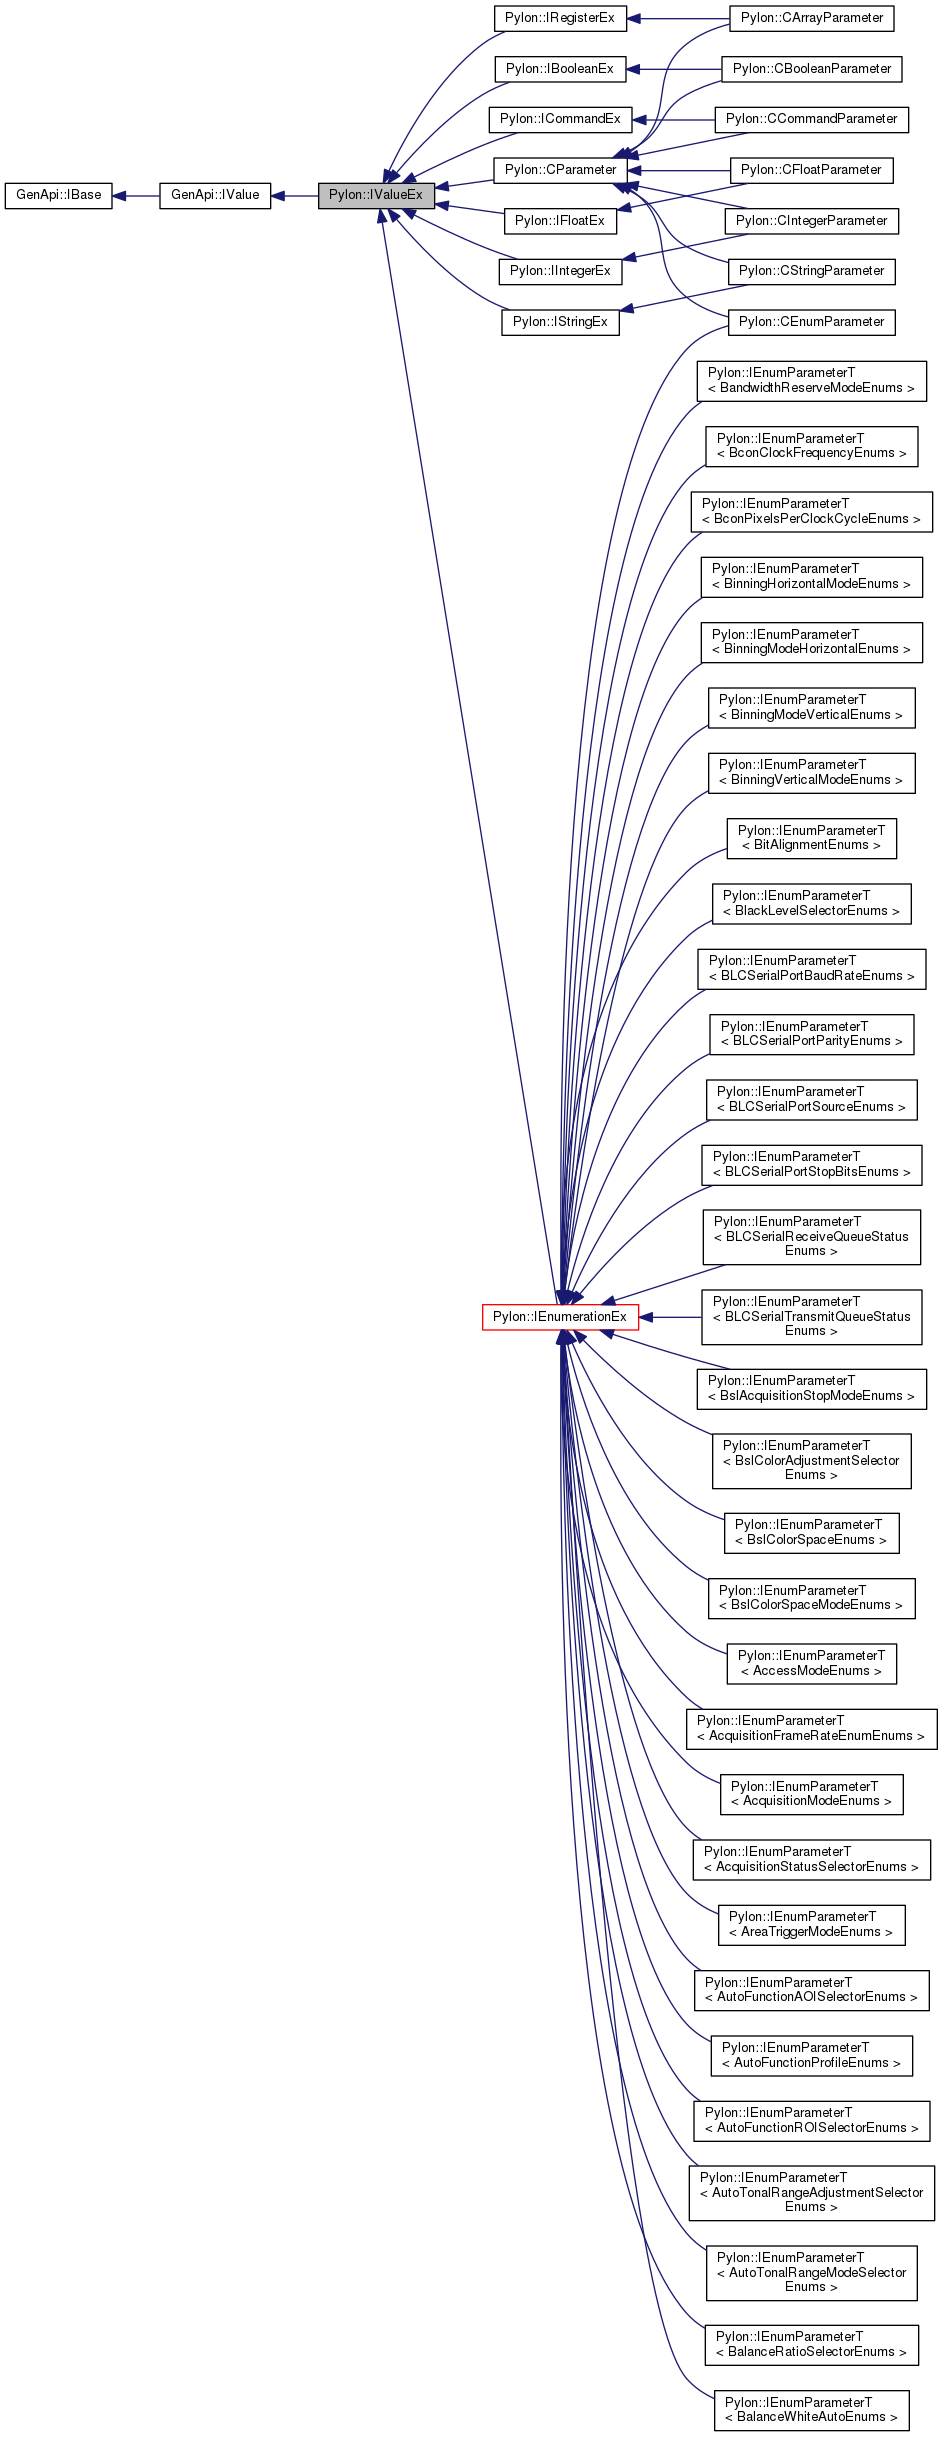 Pylon::IRegisterEx
Pylon::CArrayParameter
Pylon::IBooleanEx
Pylon::CBooleanParameter
Pylon::ICommandEx
Pylon::CCommandParameter
Pylon::CParameter
Pylon::CFloatParameter
GenApi::IBase
GenApi::IValue
Pylon::IValueEx
Pylon::IFloatEx
Pylon::CIntegerParameter
Pylon::IIntegerEx
Pylon::CStringParameter
Pylon::IStringEx
Pylon::CEnumParameter
Pylon::IEnumParameterT
< BandwidthReserveModeEnums >
Pylon::IEnumParameterT
< BconClockFrequencyEnums >
Pylon::IEnumParameterT
< BconPixelsPerClockCycleEnums >
Pylon::IEnumParameterT
< BinningHorizontalModeEnums >
Pylon::IEnumParameterT
< BinningModeHorizontalEnums >
Pylon::IEnumParameterT
< BinningModeVerticalEnums >
Pylon::IEnumParameterT
< BinningVerticalModeEnums >
Pylon::IEnumParameterT
< BitAlignmentEnums >
Pylon::IEnumParameterT
< BlackLevelSelectorEnums >
Pylon::IEnumParameterT
< BLCSerialPortBaudRateEnums >
Pylon::IEnumParameterT
< BLCSerialPortParityEnums >
Pylon::IEnumParameterT
< BLCSerialPortSourceEnums >
Pylon::IEnumParameterT
< BLCSerialPortStopBitsEnums >
Pylon::IEnumParameterT
< BLCSerialReceiveQueueStatus
Enums >
Pylon::IEnumerationEx
Pylon::IEnumParameterT
< BLCSerialTransmitQueueStatus
Enums >
Pylon::IEnumParameterT
< BslAcquisitionStopModeEnums >
Pylon::IEnumParameterT
< BslColorAdjustmentSelector
Enums >
Pylon::IEnumParameterT
< BslColorSpaceEnums >
Pylon::IEnumParameterT
< BslColorSpaceModeEnums >
Pylon::IEnumParameterT
< AccessModeEnums >
Pylon::IEnumParameterT
< AcquisitionFrameRateEnumEnums >
Pylon::IEnumParameterT
< AcquisitionModeEnums >
Pylon::IEnumParameterT
< AcquisitionStatusSelectorEnums >
Pylon::IEnumParameterT
< AreaTriggerModeEnums >
Pylon::IEnumParameterT
< AutoFunctionAOISelectorEnums >
Pylon::IEnumParameterT
< AutoFunctionProfileEnums >
Pylon::IEnumParameterT
< AutoFunctionROISelectorEnums >
Pylon::IEnumParameterT
< AutoTonalRangeAdjustmentSelector
Enums >
Pylon::IEnumParameterT
< AutoTonalRangeModeSelector
Enums >
Pylon::IEnumParameterT
< BalanceRatioSelectorEnums >
Pylon::IEnumParameterT
< BalanceWhiteAutoEnums >